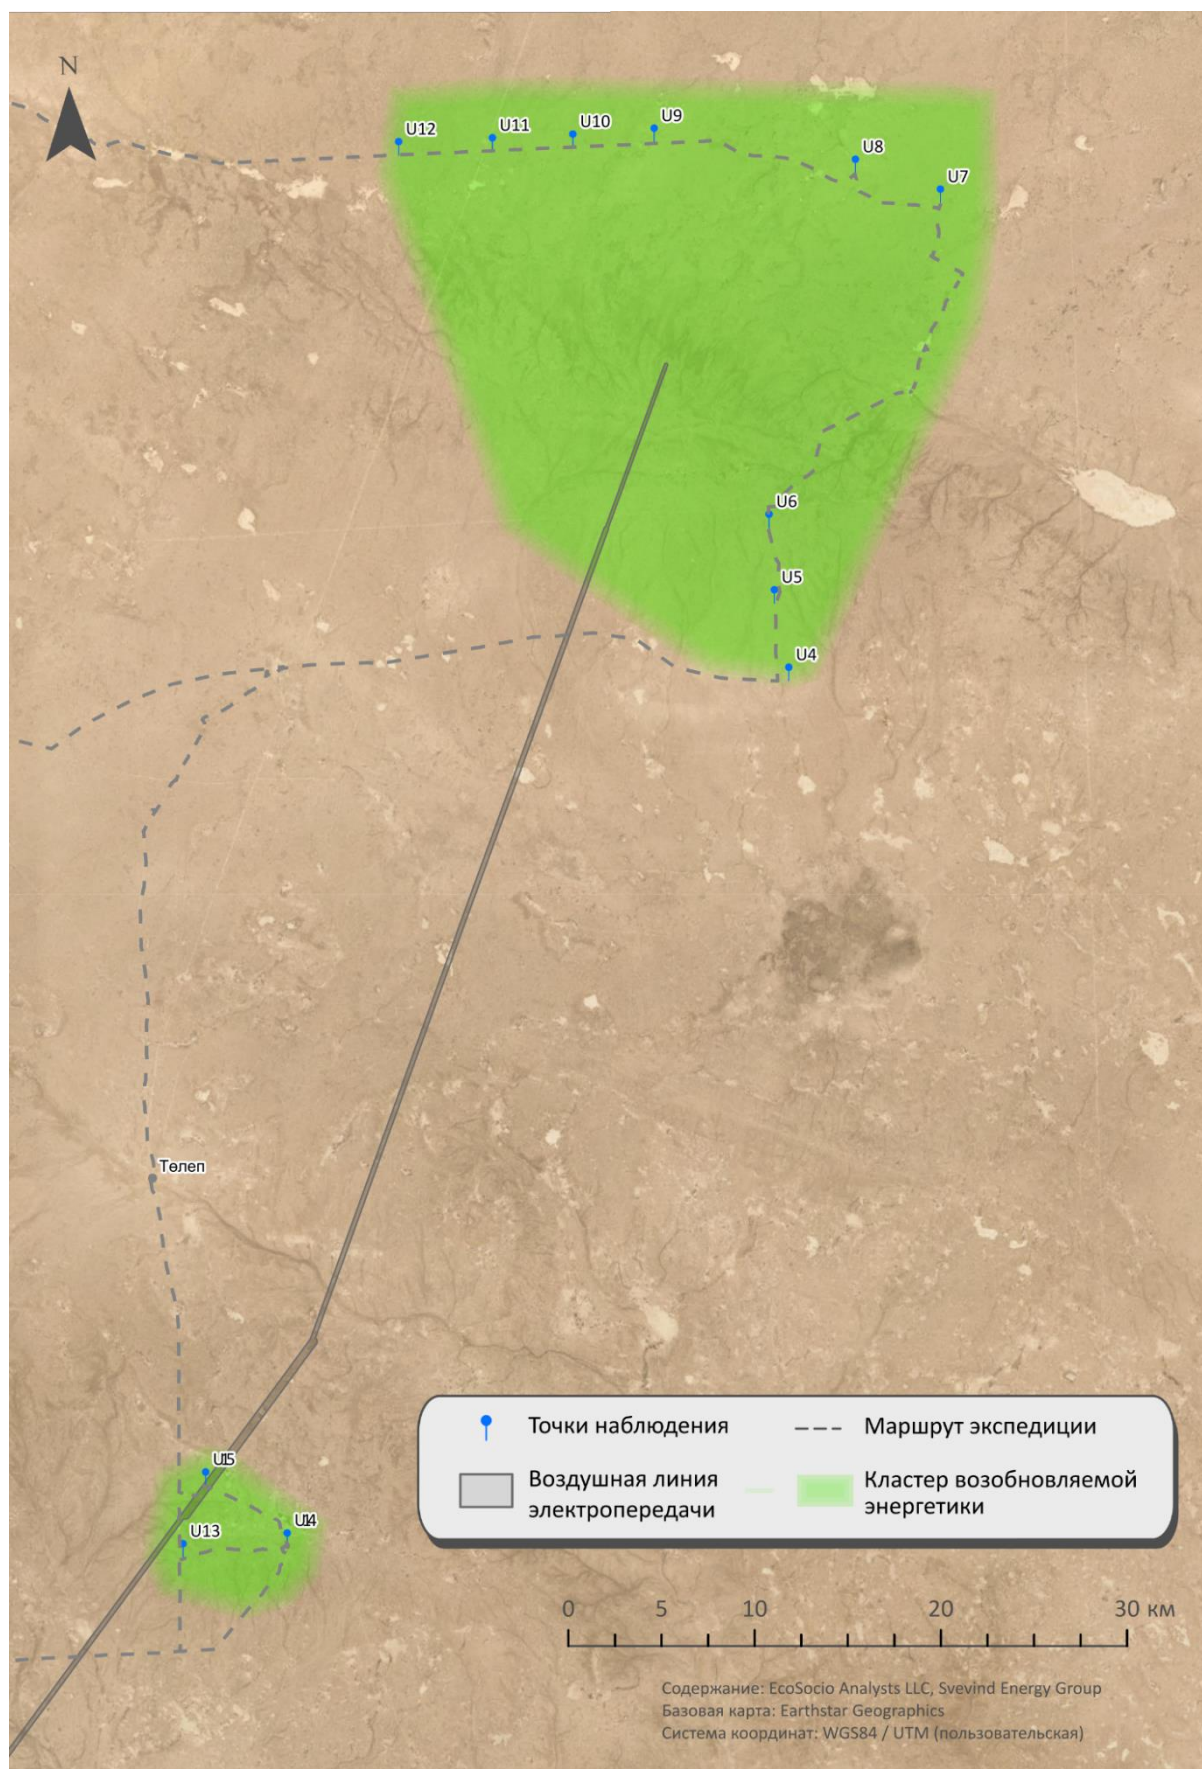 N
U12
U11
U10
U9
U8
U7
U6
U5
U4
Төлеп
U15
U14
U13
Точки наблюдения
Маршрут экспедиции
Воздушная линия
электропередачи
Кластер возобновляемой
энергетики
0 5 10 20 30 км
Содержание: EcoSocio Analysts LLC, Svevind Energy Group
Базовая карта: Earthstar Geographics
Система координат: WGS84 / UTM (пользовательская)